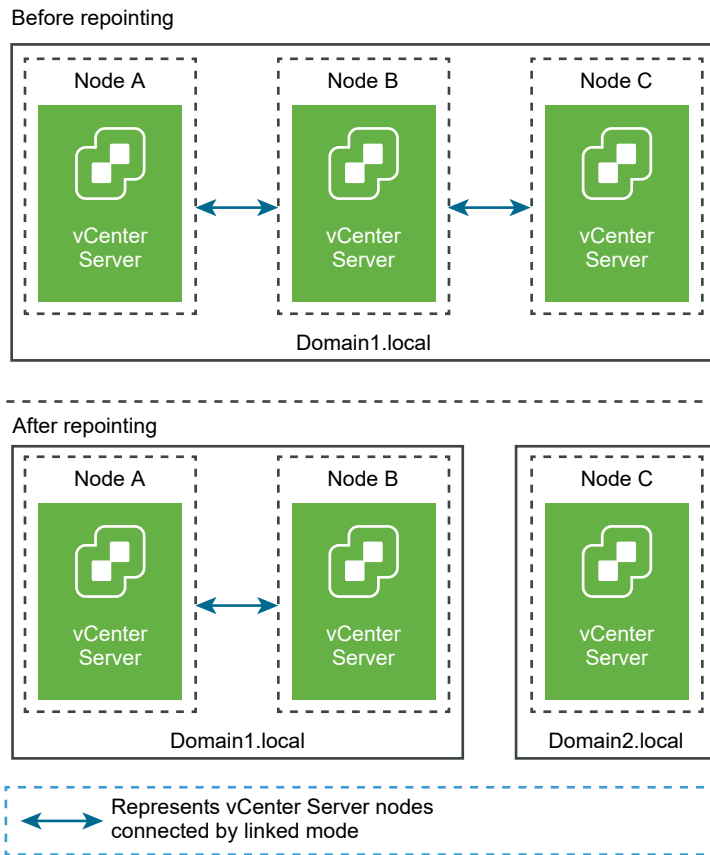 Before repointing
Node A
Node B
Node C
vCenter
Server
vCenter
Server
vCenter
Server
Domain1.local
After repointing
Node A
Node B
Node C
vCenter
Server
vCenter
Server
vCenter
Server
Domain1.local
Domain2.local
Represents vCenter Server nodes
connected by linked mode